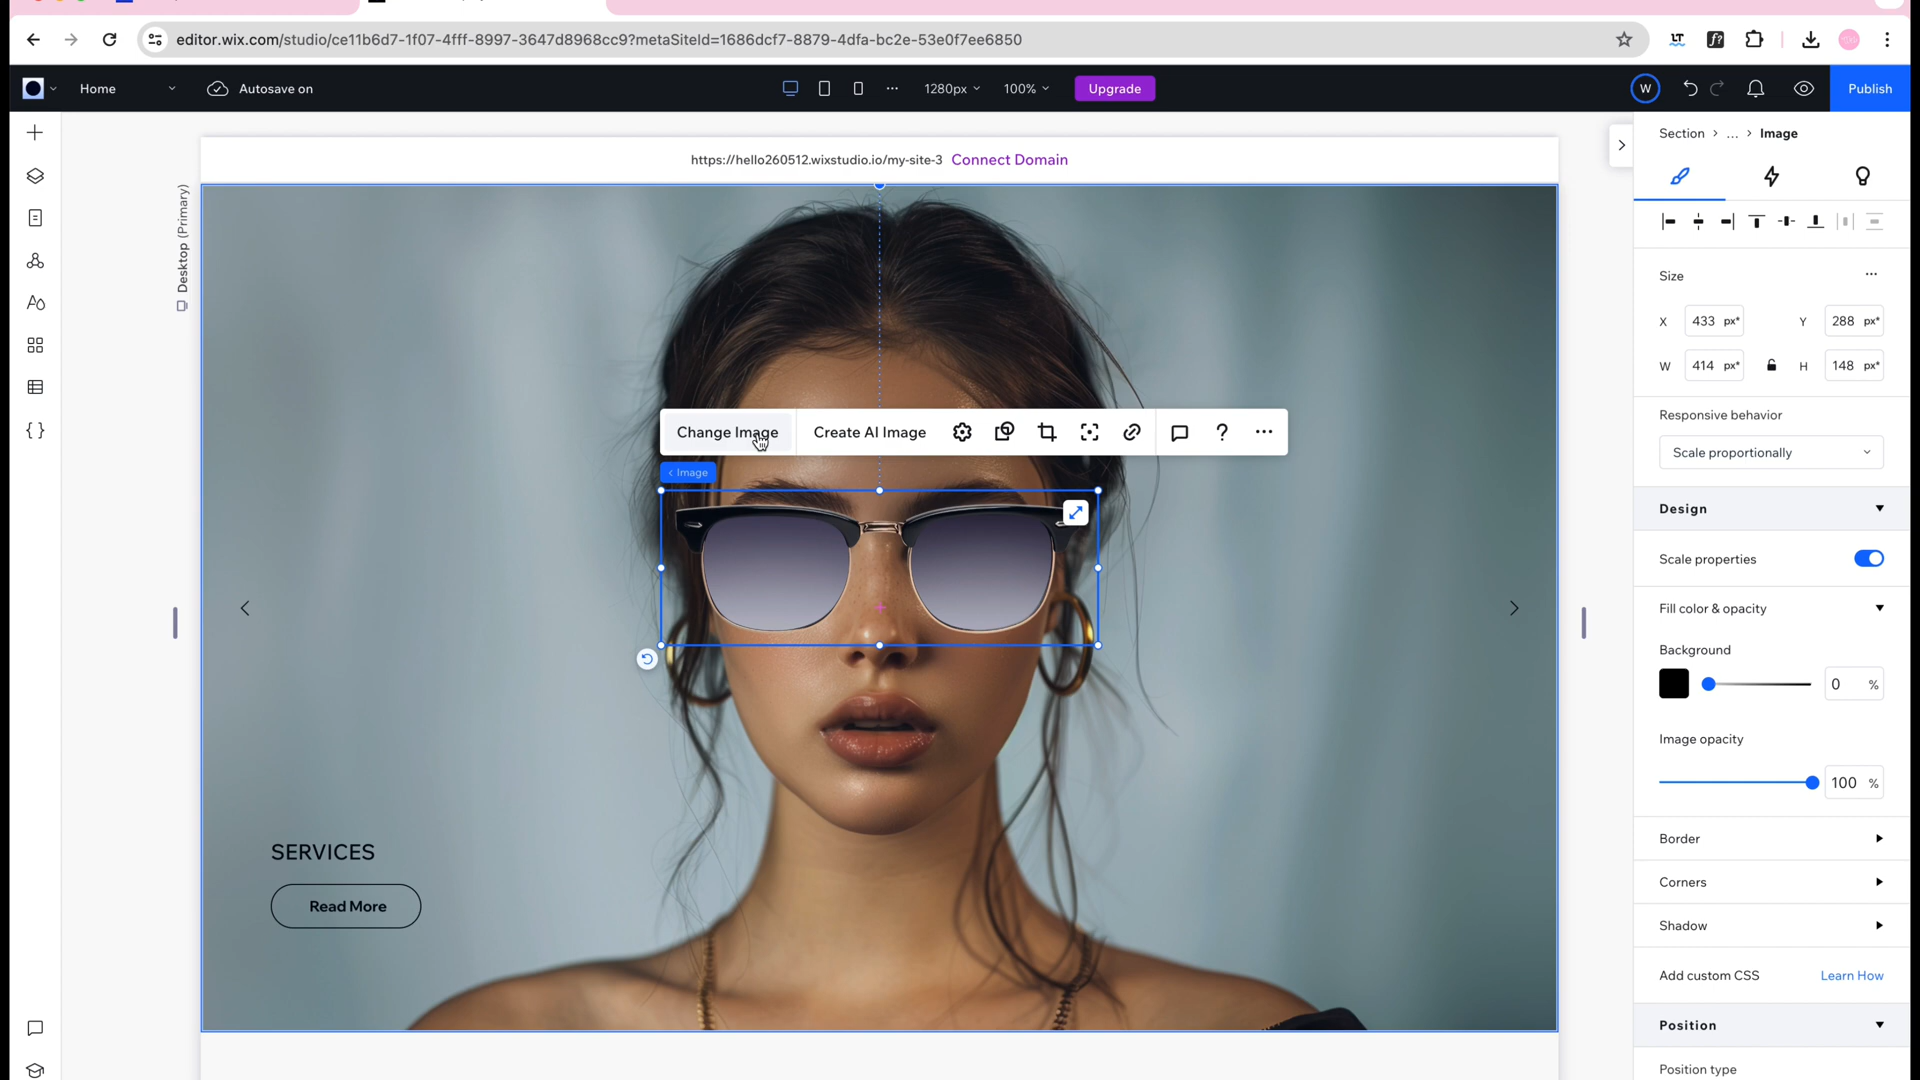 editor.wix.com/studio/ce11b6d7-1f07-4fff-8997-3647d8968cc9?metaSiteId=1686dcf7-8879-4dfa-bc2e-53e0f7ee6850
LT
f?
Home
Autosave on
1280px
100%
Upgrade
W
Publish
Section > ... > Image
https://hello260512.wixstudio.io/my-site-3 Connect Domain
Desktop (Primary)
Size
X 433 px* Y 288 px*
W 414 px* H 148 px*
Responsive behavior
Scale proportionally
Change Image
Create AI Image
?
< Image
Design
Scale properties
Fill color & opacity
Background
0 %
Image opacity
100 %
SERVICES
Read More
Border
Corners
Shadow
Add custom CSS Learn How
Position
Position type